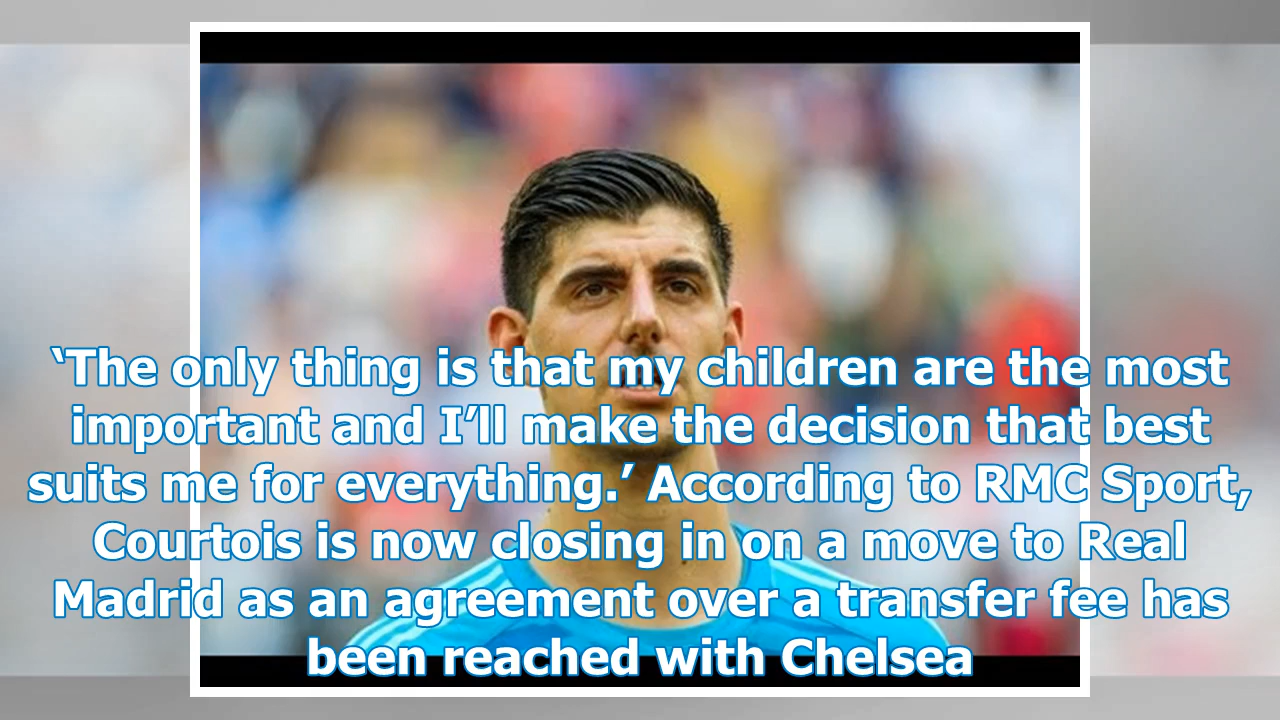 ‘The only thing is that my children are the most
important and I’ll make the decision that best
suits me for everything.’ According to RMC Sport,
Courtois is now closing in on a move to Real
Madrid as an agreement over a transfer fee has
been reached with Chelsea